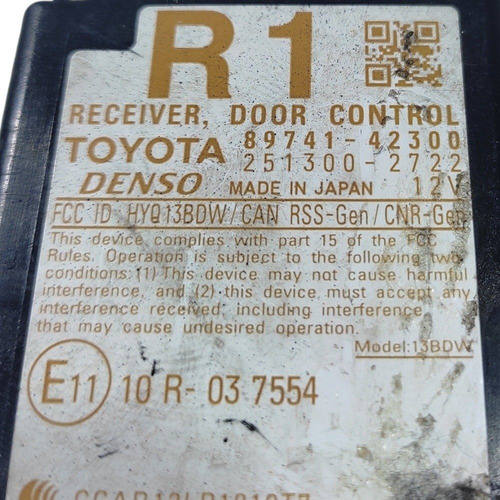 R 1
RECEIVER, DOOR CONTROL
TOYOTA 89741-42300
251300-2722
DENSO MADE IN JAPAN 12V
FCC ID HYQ13BDW/CAN RSS-Gen/CNR-Gen
This device complies with part 15 of the FCC
Rules. Operation is subject to the following two
conditions: (1) This device may not cause harmful
interference, and (2) this device must accept any
interference received, including interference
that may cause undesired operation.
Model:13BDW
E11 10 R- 03 7554